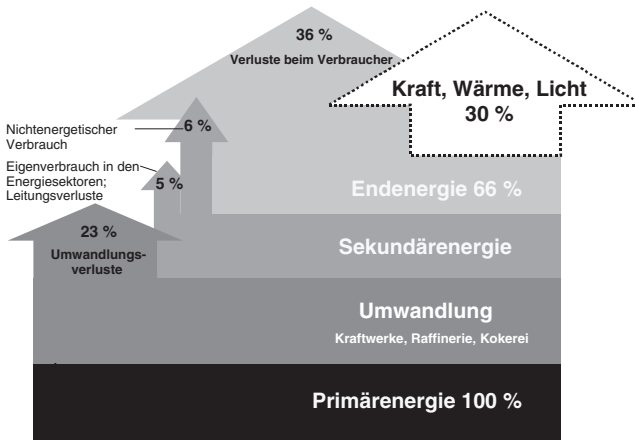 36 %
Verluste beim Verbraucher
Kraft, Wärme, Licht
30 %
Nichtenergetischer
Verbrauch
6 %
Eigenverbrauch in den
Energiesektoren;
Leitungsverluste
5 %
Endenergie 66 %
23 %
Umwandlungs-
verluste
Sekundärenergie
Umwandlung
Kraftwerke, Raffinerie, Kokerei
Primärenergie 100 %